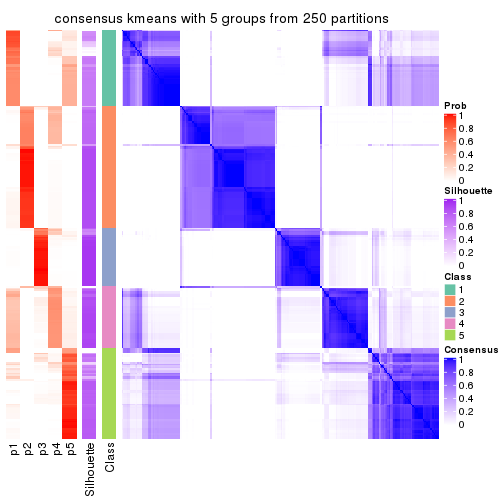 consensus kmeans with 5 groups from 250 partitions
Prob
1
0.8
0.6
0.4
0.2
0
Silhouette
1
0.8
0.6
0.4
0.2
0
Class
1
2
3
4
5
Consensus
1
0.8
0.6
0.4
0.2
0
p1
p2
p3
p4
p5
Silhouette
Class